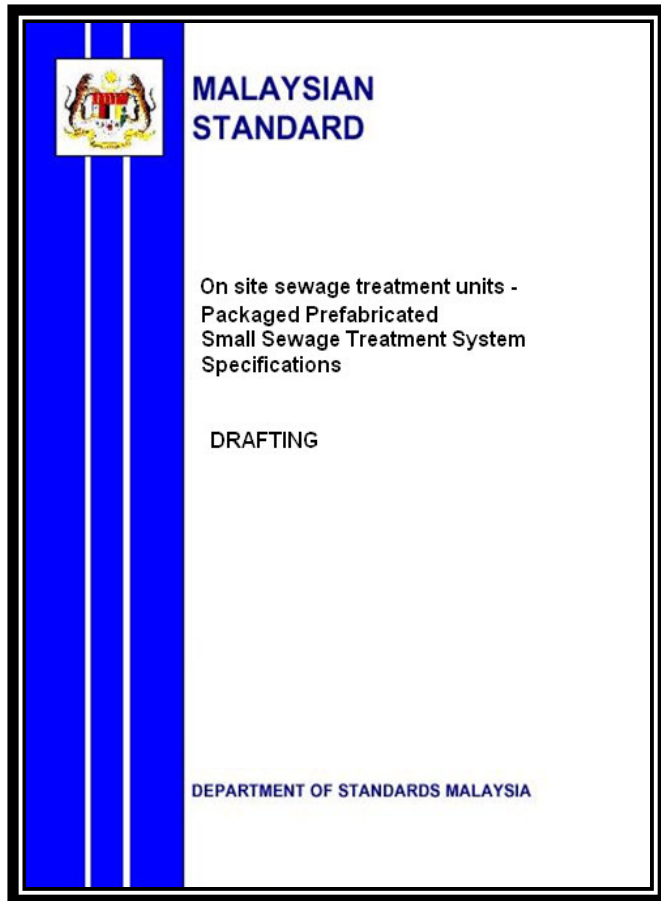 MALAYSIAN
STANDARD
On site sewage treatment units -
Packaged Prefabricated
Small Sewage Treatment System
Specifications
DRAFTING
DEPARTMENT OF STANDARDS MALAYSIA